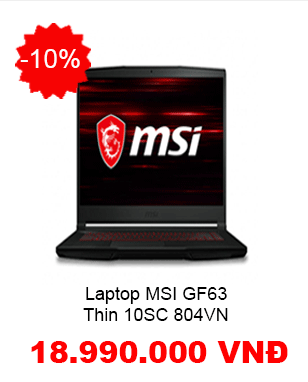 -10%
msi
Laptop MSI GF63
Thin 10SC 804VN
18.990.000 VNĐ